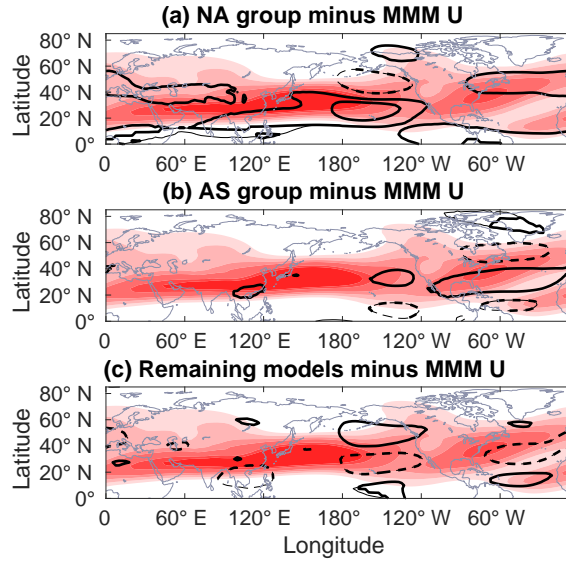 (a) NA group minus MMM U
80° N
60° N
40° N
20° N
0°
Latitude
0 60° E 120° E 180° 120° W 60° W
(b) AS group minus MMM U
80° N
60° N
40° N
20° N
0°
Latitude
0 60° E 120° E 180° 120° W 60° W
(c) Remaining models minus MMM U
80° N
60° N
40° N
20° N
0°
Latitude
0 60° E 120° E 180° 120° W 60° W
Longitude